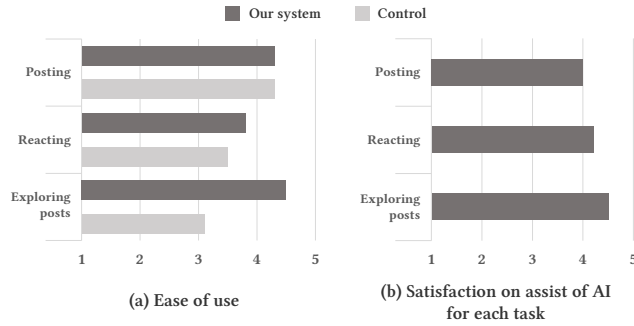 Our system
Control
Posting
Reacting
Exploring
posts
1 2 3 4 5
(a) Ease of use
Posting
Reacting
Exploring
posts
1 2 3 4 5
(b) Satisfaction on assist of AI
for each task